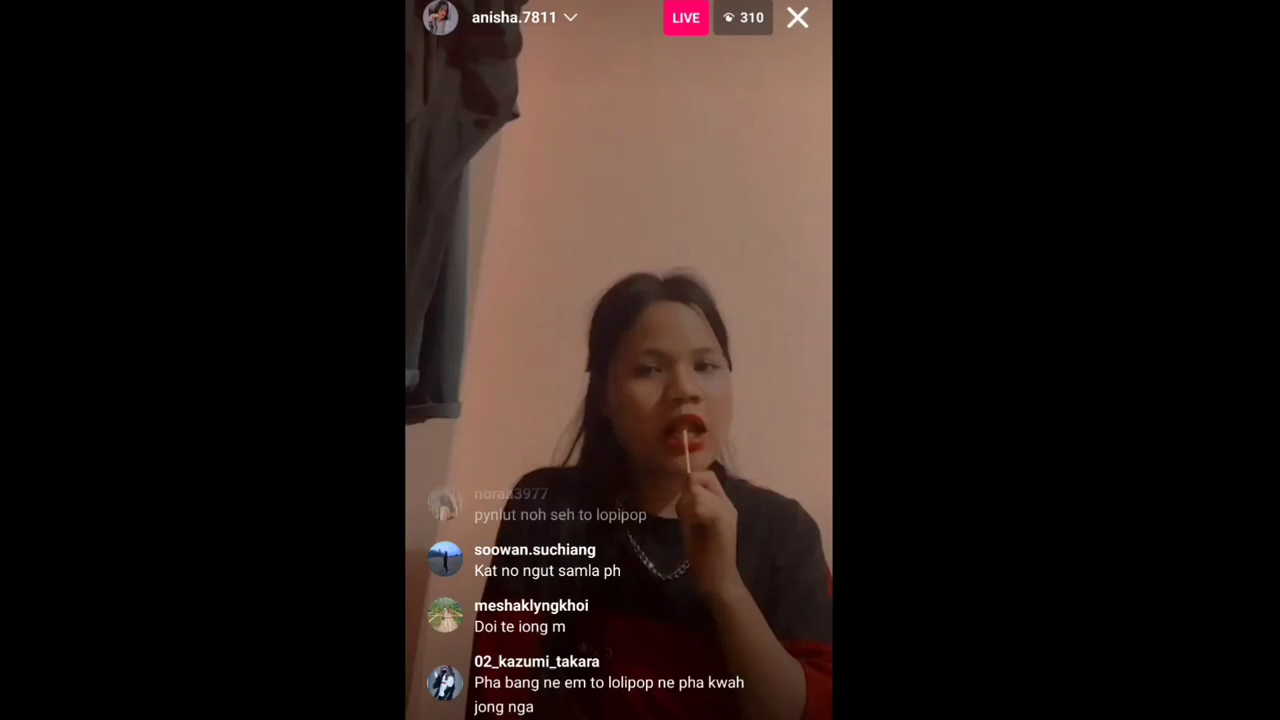 anisha.7811
LIVE
310
noraa3977
pynlut noh seh to lopipop
soowan.suchiang
Kat no ngut samla ph
meshaklyngkhoi
Doi te iong m
02_kazumi_takara
Pha bang ne em to lolipop ne pha kwah
jong nga